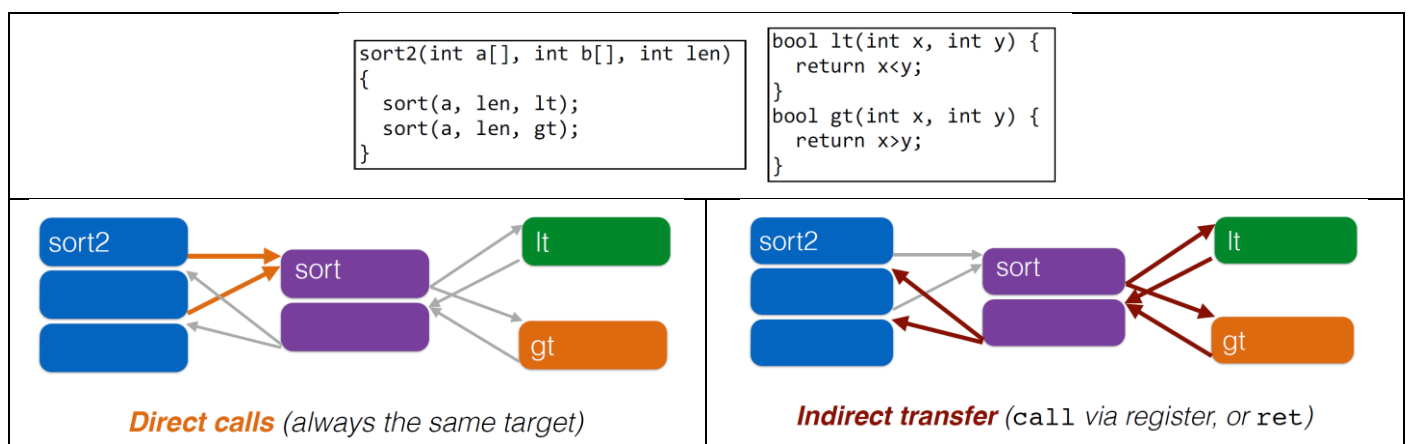 sort2(int a[], int b[], int len)
{
  sort(a, len, lt);
  sort(a, len, gt);
}
bool lt(int x, int y) {
  return x<y;
}
bool gt(int x, int y) {
  return x>y;
}
sort2
sort
lt
gt
Direct calls (always the same target)
sort2
sort
lt
gt
Indirect transfer (call via register, or ret)